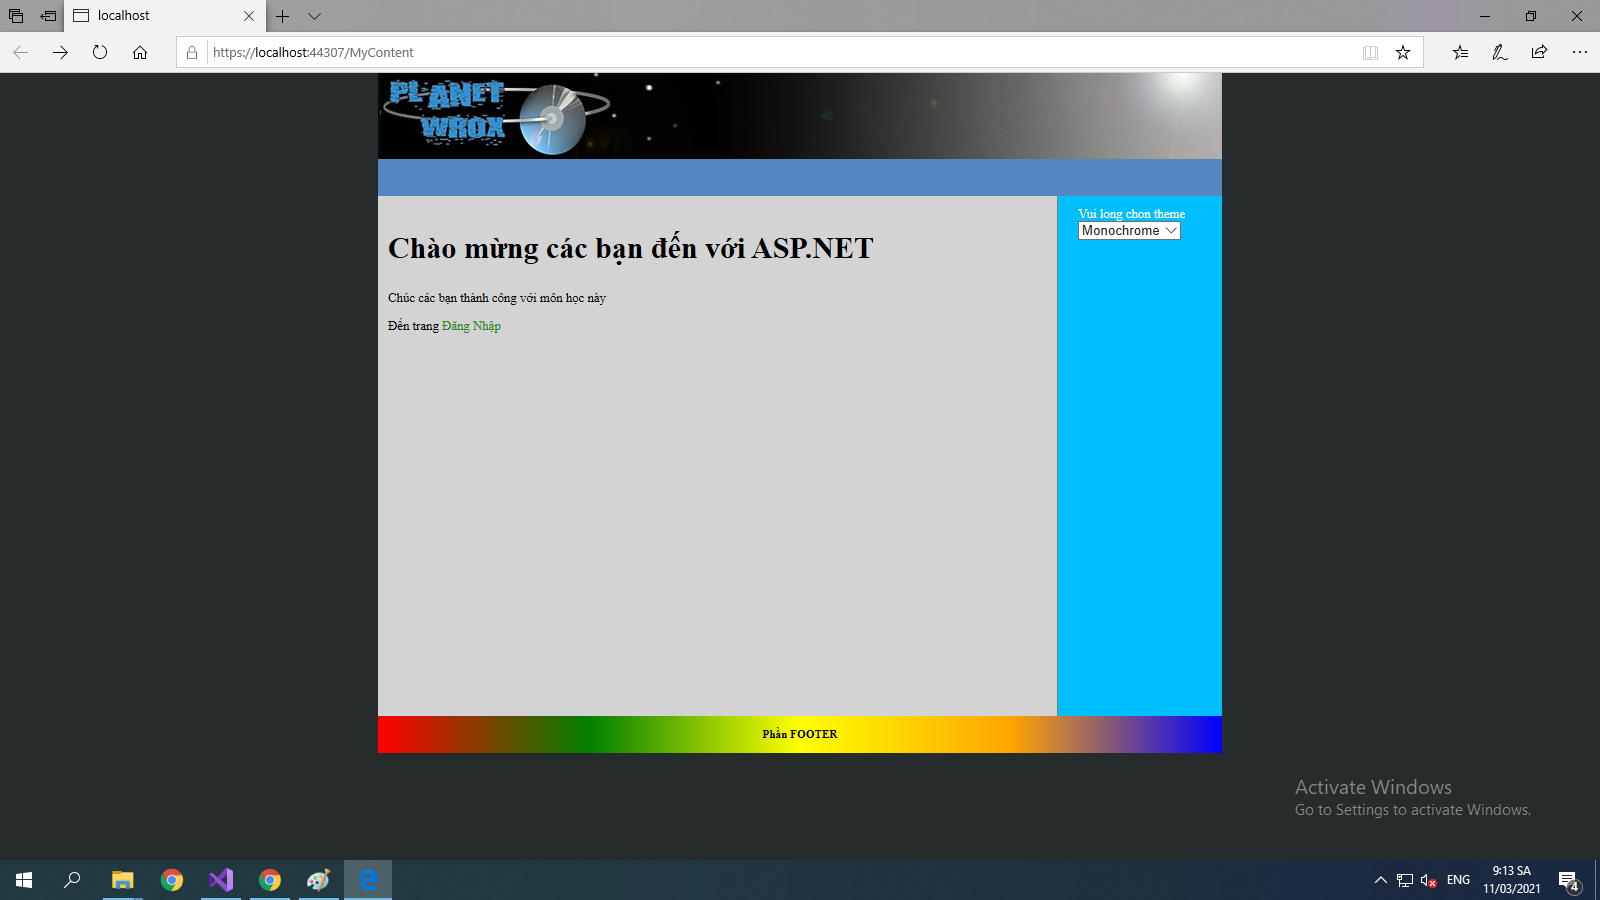 localhost
https://localhost:44307/MyContent
PLANET
WROX
Vui long chon theme
Monochrome
Chào mừng các bạn đến với ASP.NET
Chúc các bạn thành công với môn học này
Đến trang Đăng Nhập
Phần FOOTER
Activate Windows
Go to Settings to activate Windows.
ENG
9:13 SA
11/03/2021
4